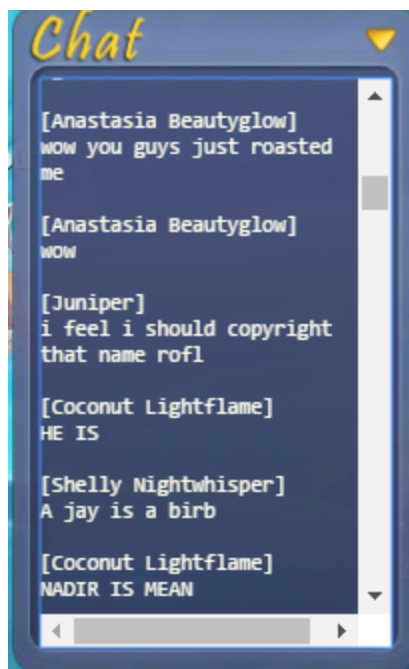 Chat
[Anastasia Beautyglow]
wow you guys just roasted
me
[Anastasia Beautyglow]
wow
[Juniper]
i feel i should copyright
that name rofl
[Coconut Lightflame]
HE IS
[Shelly Nightwhisper]
A jay is a birb
[Coconut Lightflame]
NADIR IS MEAN